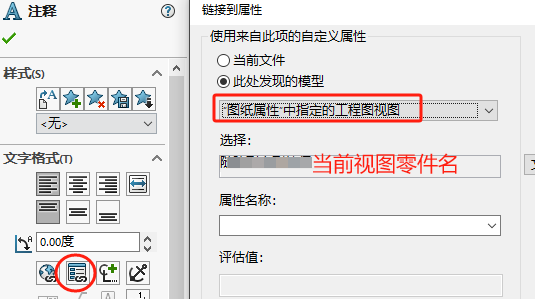 注释
样式(S)
<无>
文字格式(T)
0.00度
链接到属性
使用来自此项的自定义属性
当前文件
此处发现的模型
"图纸属性"中指定的工程图视图
选择:
当前视图零件名
属性名称:
评估值: